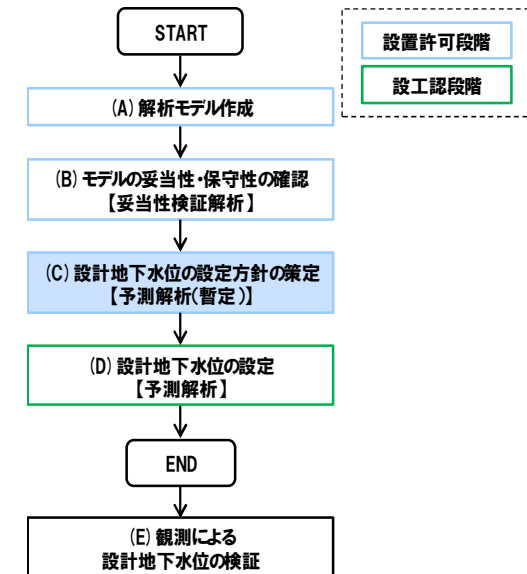 START
設置許可段階
設工認段階
(A) 解析モデル作成
(B) モデルの妥当性・保守性の確認
【妥当性検証解析】
(C) 設計地下水位の設定方針の策定
【予測解析(暫定)】
(D) 設計地下水位の設定
【予測解析】
END
(E) 観測による
設計地下水位の検証